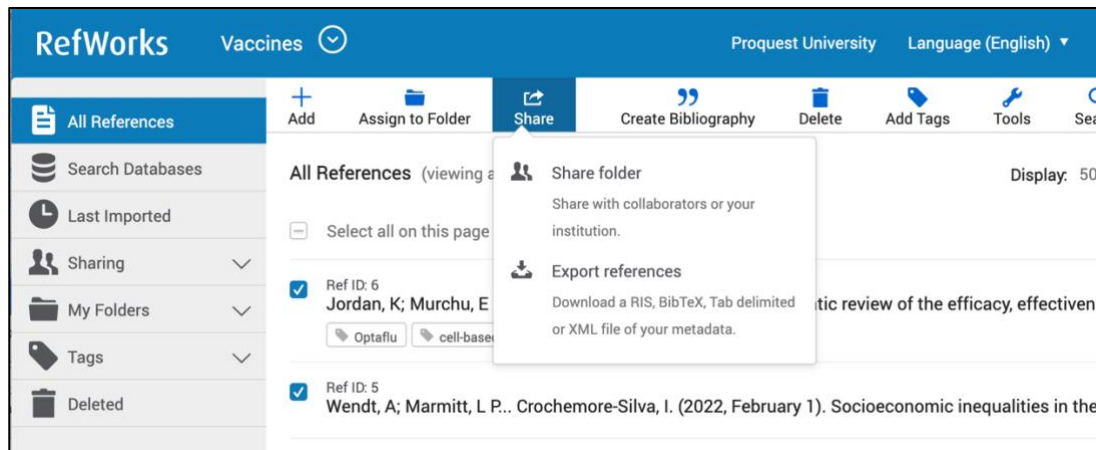 RefWorks
Vaccines
Proquest University
Language (English)
All References
Search Databases
Last Imported
Sharing
My Folders
Tags
Deleted
Add
Assign to Folder
Share
Create Bibliography
Delete
Add Tags
Tools
All References (viewing
Display: 50
Share folder
Share with collaborators or your
institution.
Export references
Download a RIS, BibTeX, Tab delimited
or XML file of your metadata.
Select all on this page
Ref ID: 6
Jordan, K; Murchu, E
review of the efficacy,
Optaflu
Ref ID: 5
Wendt, A; Marmitt, L P... Crochemore-Silva, I. (2022, February 1). Socioeconomic inequalities in the